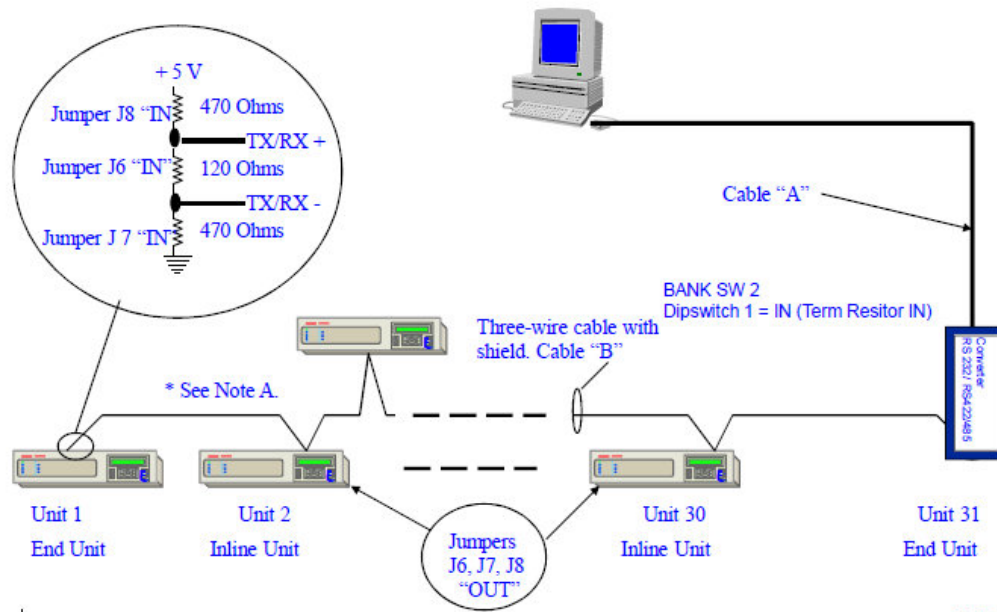 + 5 V
Jumper J8 “IN
470 Ohms
TX/RX +
Jumper J6 “IN”
120 Ohms
TX/RX -
Jumper J 7 “IN”
470 Ohms
Cable “A”
BANK SW 2
Dipswitch 1 = IN (Term Resitor IN)
Three-wire cable with
shield. Cable “B”
* See Note A.
Converter
RS 232/ RS422/485
Unit 1
End Unit
Unit 2
Inline Unit
Jumpers
J6, J7, J8
“OUT”
Unit 30
Inline Unit
Unit 31
End Unit